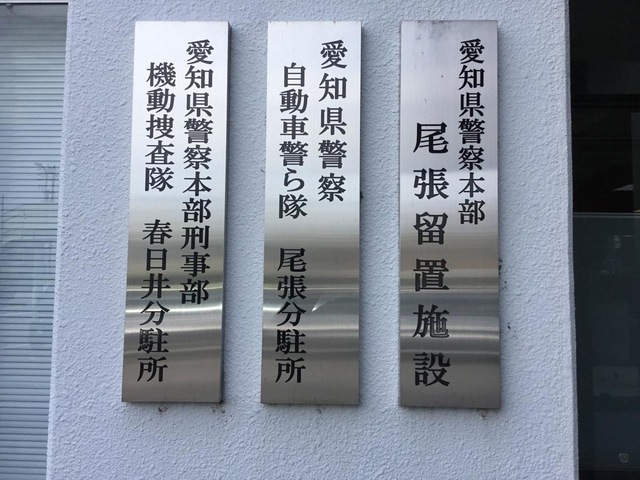 愛知県警察本部
尾張留置施設
愛知県警察
自動車警ら隊 尾張分駐所
愛知県警察本部刑事部
機動捜査隊 春日井分駐所